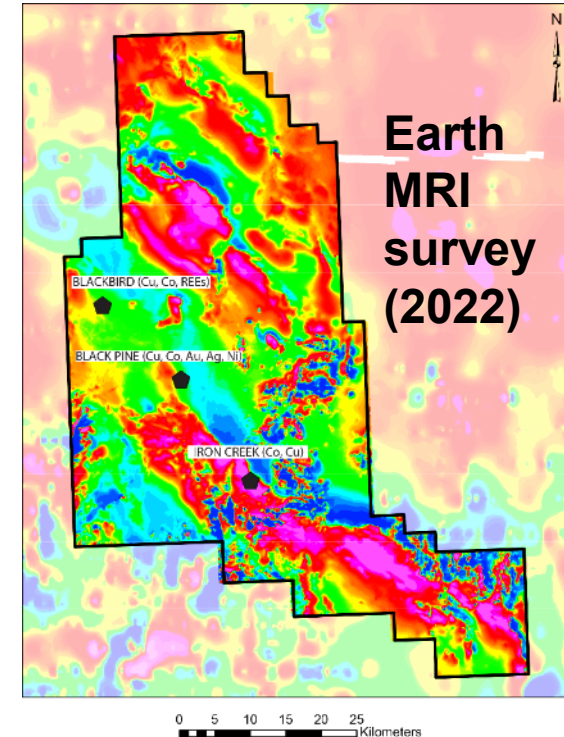 N
Earth
MRI
survey
(2022)
BLACKBIRD (Cu, Co, REEs)
BLACK PINE (Cu, Co, Au, Ag, Ni)
IRON CREEK (Co, Cu)
0 5 10 15 20 25
Kilometers